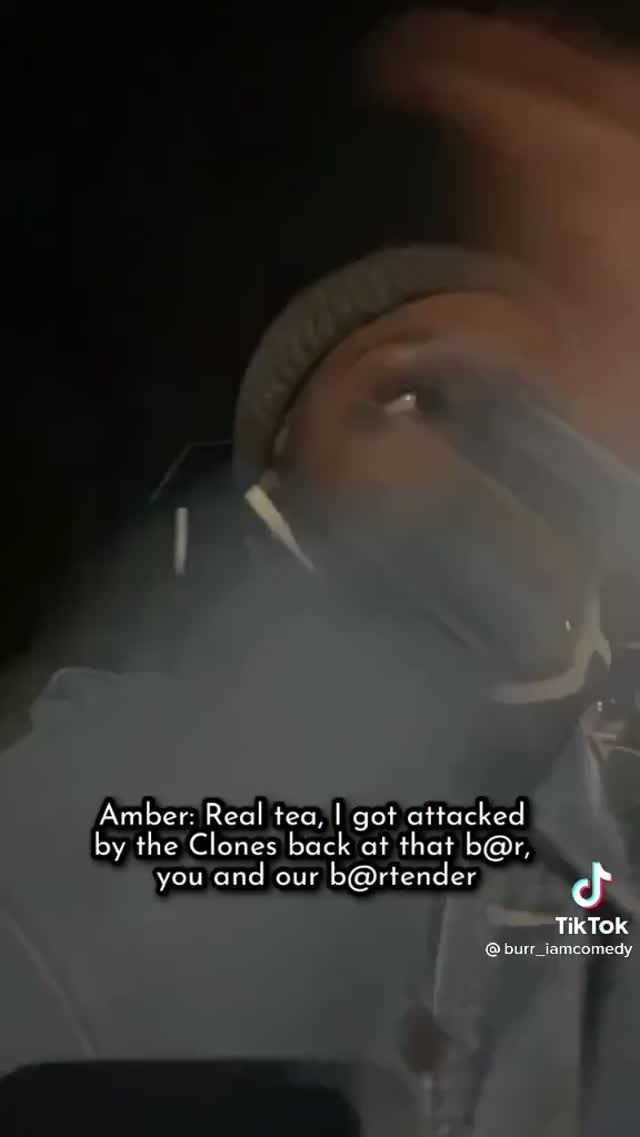 Amber: Real tea, I got attacked
by the Clones back at that b@r,
you and our b@rtender
TikTok
@burr_iamcomedy